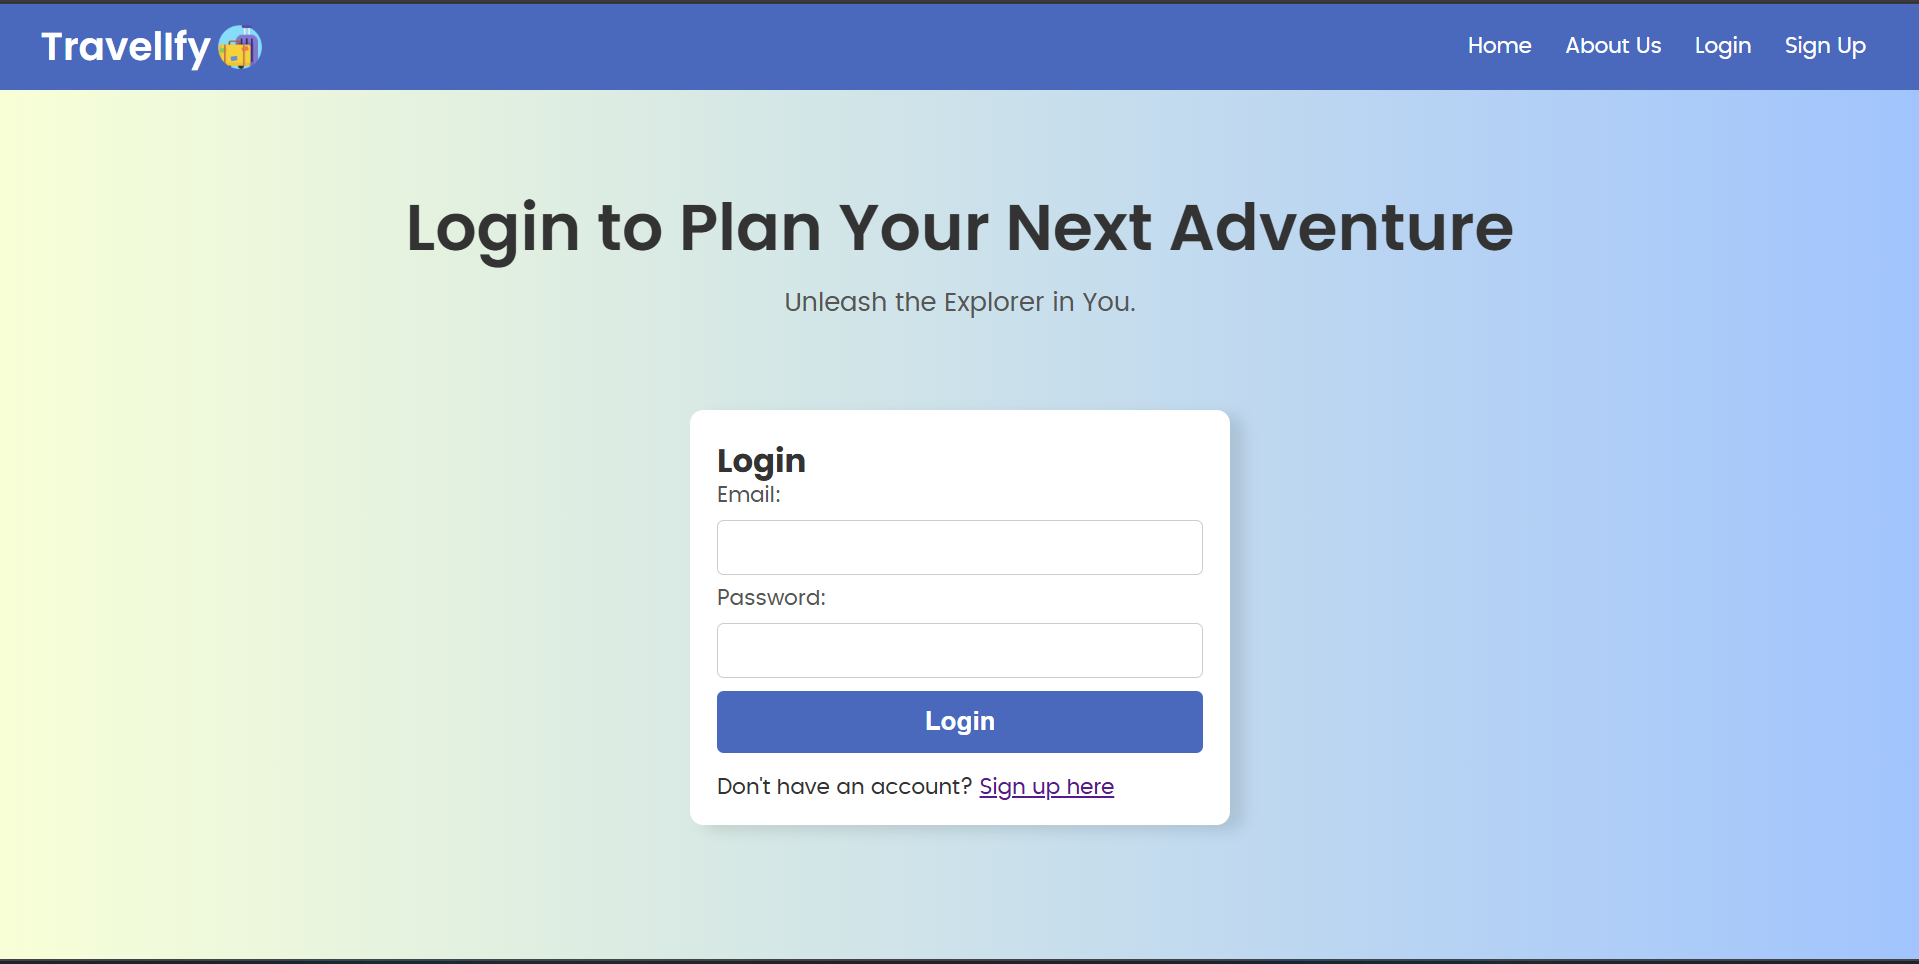 TravelIfy
Home About Us Login Sign Up
Login to Plan Your Next Adventure
Unleash the Explorer in You.
Login
Email:
Password:
Login
Don't have an account? Sign up here